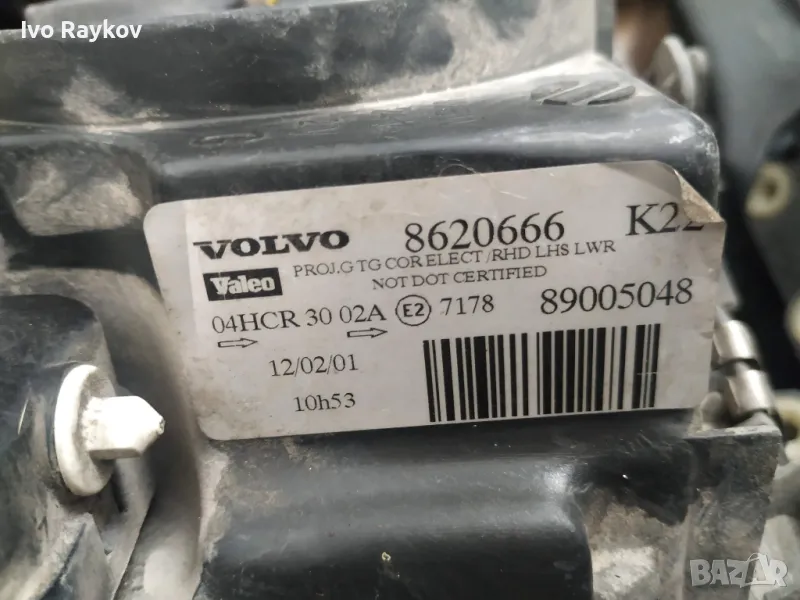 Ivo Raykov
VOLVO 8620666 K22
Valeo PROJ.G TG COR ELECT /RHD LHS LWR
NOT DOT CERTIFIED
04HCR 30 02A E2 7178 89005048
12/02/01
10h53
BAZAR